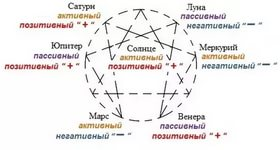 Сатурн
активный
позитивный "+"
Луна
пассивный
негативный "−"
Юпитер
пассивный
позитивный "+"
Солнце
активный
позитивный "+"
Меркурий
активный
негативный "−"
Марс
активный
негативный "−"
Венера
пассивный
позитивный "+"